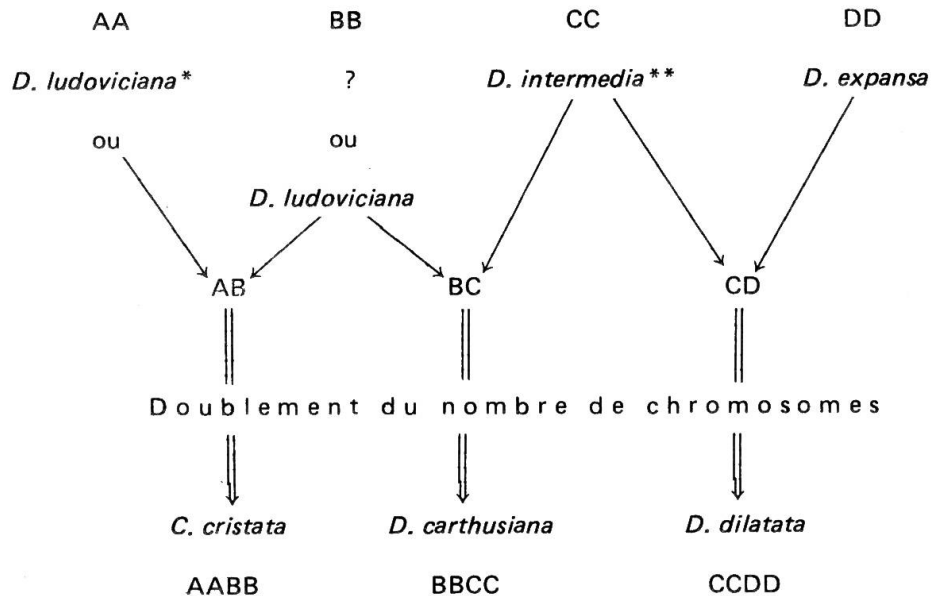 AA BB CC DD
D. ludoviciana* ? D. intermedia** D. expansa
ou ou
D. ludoviciana
AB BC CD
Doublement du nombre de chromosomes
C. cristata D. carthusiana D. dilatata
AABB BBCC CCDD